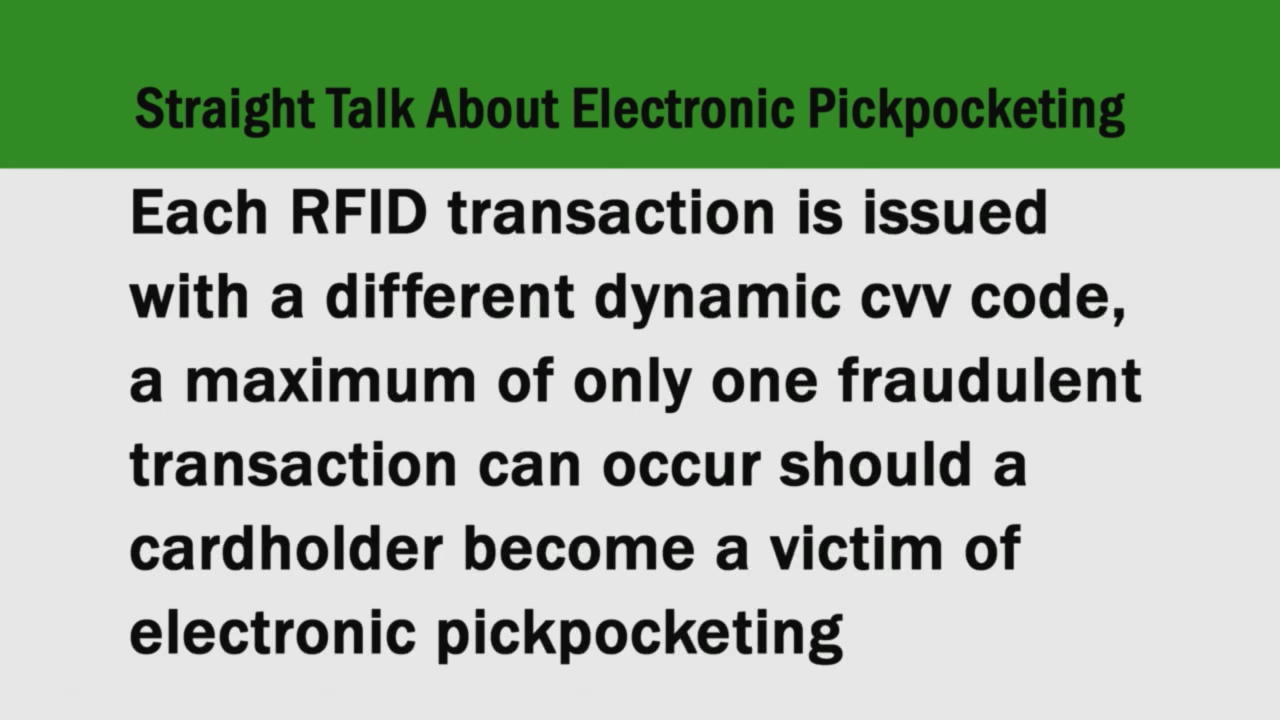 Straight Talk About Electronic Pickpocketing
Each RFID transaction is issued
with a different dynamic cvv code,
a maximum of only one fraudulent
transaction can occur should a
cardholder become a victim of
electronic pickpocketing